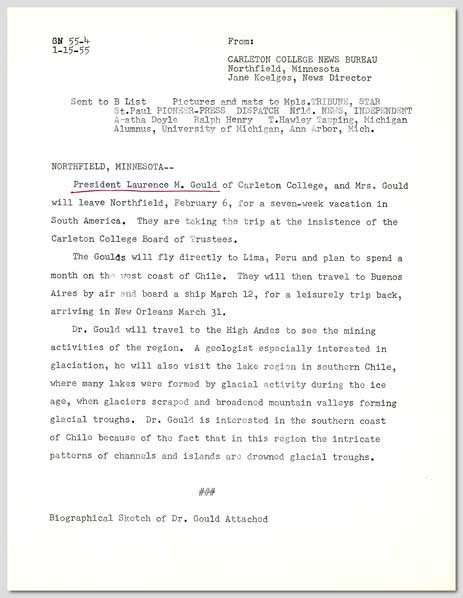 GN 55-4
1-15-55
From:
CARLETON COLLEGE NEWS BUREAU
Northfield, Minnesota
Jane Koelges, News Director
Sent to B List Pictures and mats to Mpls.TRIBUNE, STAR
St.Paul PIONEER-PRESS DISPATCH Nfld. NEWS, INDEPENDENT
Agatha Doyle Ralph Henry T.Hawley Tapping, Michigan
Alummus, University of Michigan, Ann Arbor, Mich.
NORTHFIELD, MINNESOTA--
President Laurence M. Gould of Carleton College, and Mrs. Gould
will leave Northfield, February 6, for a seven-week vacation in
South America. They are taking the trip at the insistence of the
Carleton College Board of Trustees.
The Goulds will fly directly to Lima, Peru and plan to spend a
month on the west coast of Chile. They will then travel to Buenos
Aires by air and board a ship March 12, for a leisurely trip back,
arriving in New Orleans March 31.
Dr. Gould will travel to the High Andes to see the mining
activities of the region. A geologist especially interested in
glaciation, he will also visit the lake region in southern Chile,
where many lakes were formed by glacial activity during the ice
age, when glaciers scraped and broadened mountain valleys forming
glacial troughs. Dr. Gould is interested in the southern coast
of Chile because of the fact that in this region the intricate
patterns of channels and islands are drowned glacial troughs.
###
Biographical Sketch of Dr. Gould Attached